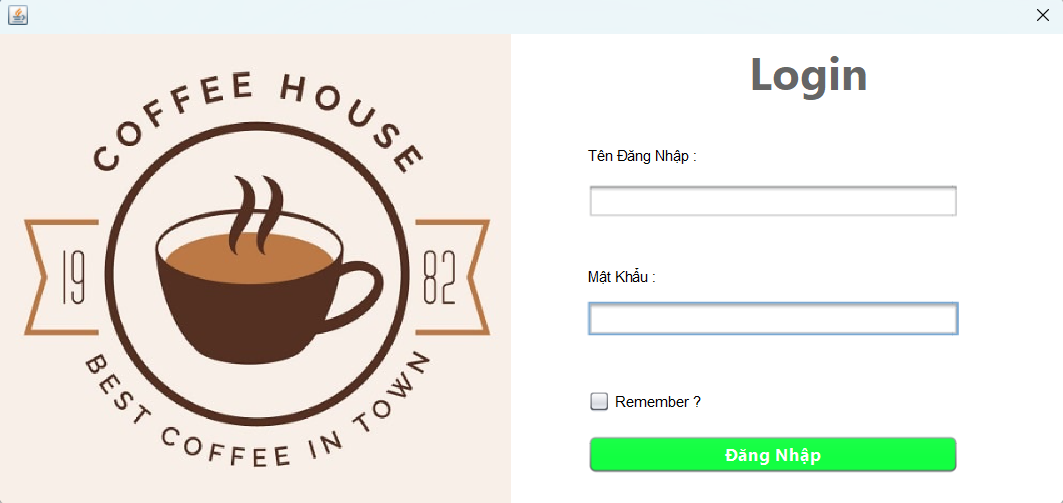 COFFEE HOUSE
19 82
BEST COFFEE IN TOWN
Login
Tên Đăng Nhập :
Mật Khẩu :
Remember ?
Đăng Nhập